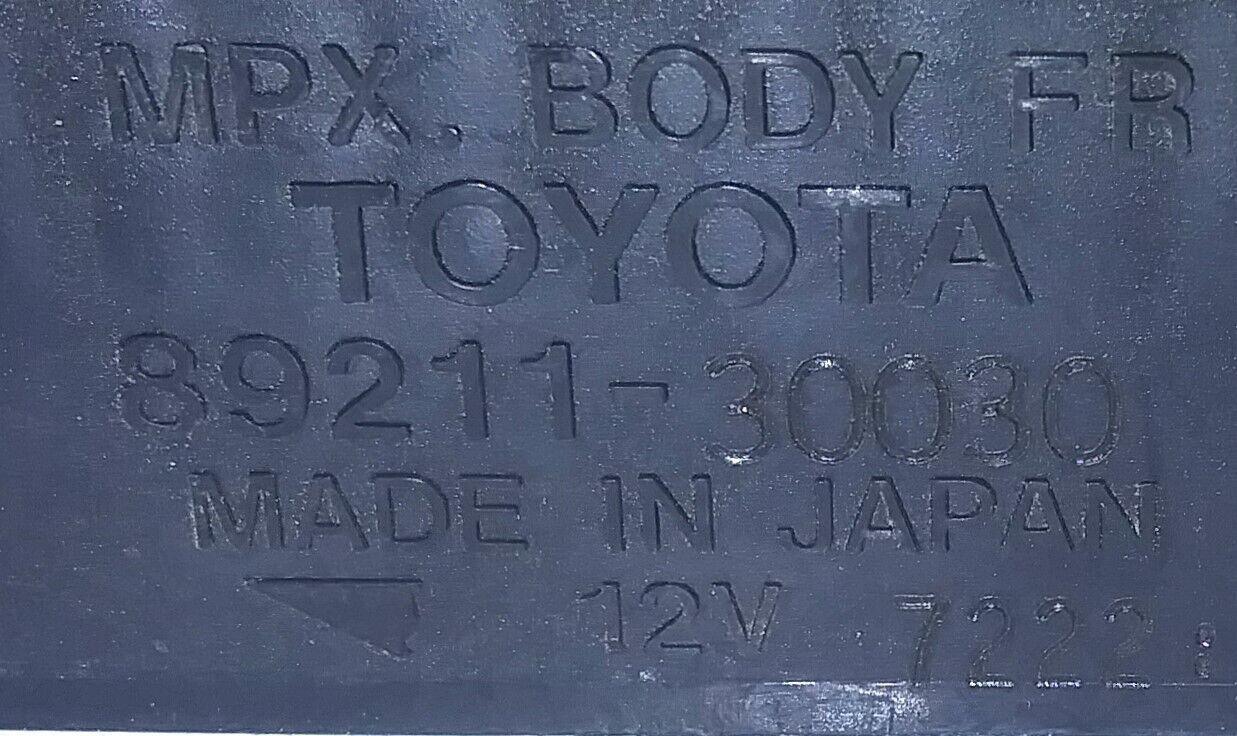 MPX. BODY FR
TOYOTA
89211-30030
MADE IN JAPAN
12V 7222